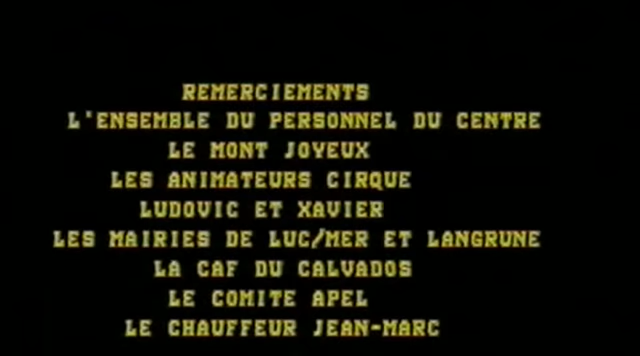 REMERCIEMENTS
L'ENSEMBLE DU PERSONNEL DU CENTRE
LE MONT JOYEUX
LES ANIMATEURS CIRQUE
LUDOVIC ET XAVIER
LES MAIRIES DE LUC/MER ET LANGRUNE
LA CAF DU CALVADOS
LE COMITE APEL
LE CHAUFFEUR JEAN-MARC